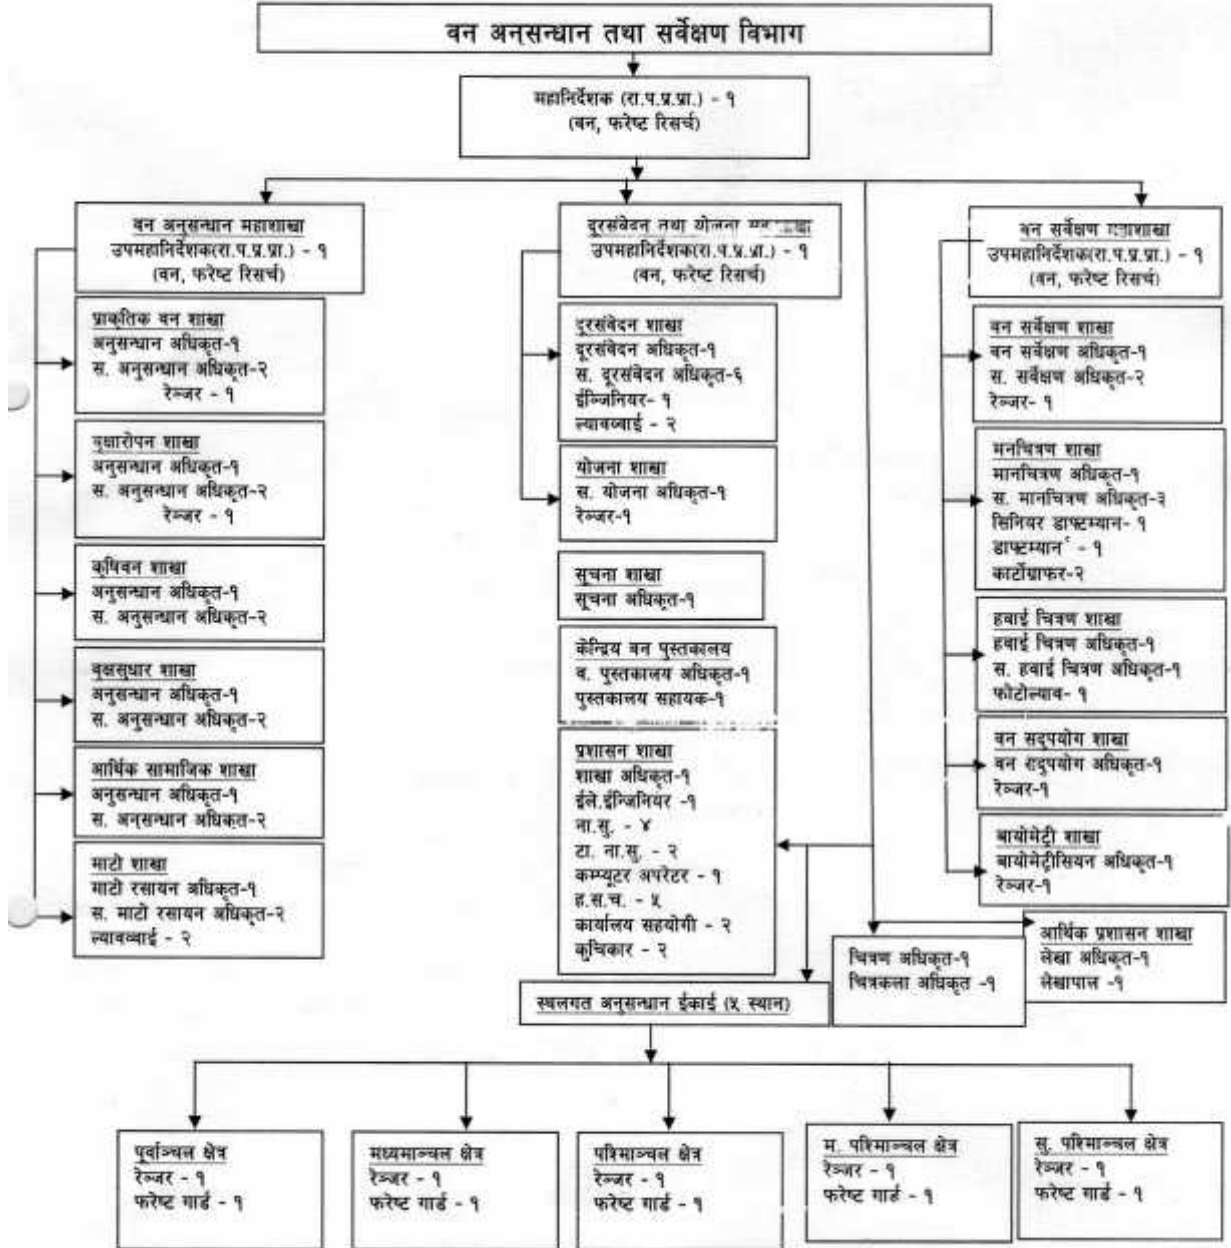 वन अनुसन्धान तथा सर्वेक्षण विभाग
महानिर्देशक (रा.प.प्र.प्रा.) - १
(वन, फरेष्ट रिसर्च)
वन अनुसन्धान महाशाखा
उपमहानिर्देशक(रा.प.प्र.प्रा.) - १
(वन, फरेष्ट रिसर्च)
प्राकृतिक वन शाखा
अनुसन्धान अधिकृत-१
स. अनुसन्धान अधिकृत-२
रेञ्जर - १
वृक्षारोपन शाखा
अनुसन्धान अधिकृत-१
स. अनुसन्धान अधिकृत-२
रेञ्जर - १
कृषिवन शाखा
अनुसन्धान अधिकृत-१
स. अनुसन्धान अधिकृत-२
वृक्षसुधार शाखा
अनुसन्धान अधिकृत-१
स. अनुसन्धान अधिकृत-२
आर्थिक सामाजिक शाखा
अनुसन्धान अधिकृत-१
स. अनुसन्धान अधिकृत-२
माटो शाखा
माटो रसायन अधिकृत-१
स. माटो रसायन अधिकृत-२
ल्यावव्वाई - २
दूरसंवेदन तथा योजना
उपमहानिर्देशक(रा.प.प्र.प्रा.) - १
(वन, फरेष्ट रिसर्च)
दूरसंवेदन शाखा
दूरसंवेदन अधिकृत-१
स. दूरसंवेदन अधिकृत-६
ईञ्जिनियर- १
ल्यावव्वाई - २
योजना शाखा
स. योजना अधिकृत-१
रेञ्जर-१
सूचना शाखा
सूचना अधिकृत-१
केन्द्रिय वन पुस्तकालय
व. पुस्तकालय अधिकृत-१
पुस्तकालय सहायक-१
प्रशासन शाखा
शाखा अधिकृत-१
ईले.ईन्जिनियर -१
ना.सु. - ४
टा. ना.सु. - २
कम्प्यूटर अपरेटर - १
ह.स.च. - ५
कार्यालय सहयोगी - २
कुचिकार - २
वन सर्वेक्षण महाशाखा
उपमहानिर्देशक(रा.प.प्र.प्रा.) - १
(वन, फरेष्ट रिसर्च)
वन सर्वेक्षण शाखा
वन सर्वेक्षण अधिकृत-१
स. सर्वेक्षण अधिकृत-२
रेञ्जर- १
मनचित्रण शाखा
मानचित्रण अधिकृत-१
स. मानचित्रण अधिकृत-३
सिनियर डाफ्टम्यान- १
डाफ्टम्यान - १
कार्टोग्राफर-२
हवाई चित्रण शाखा
हवाई चित्रण अधिकृत-१
स. हवाई चित्रण अधिकृत-१
फोटोल्याव- १
वन सदुपयोग शाखा
वन सदुपयोग अधिकृत-१
रेञ्जर-१
बायोमेट्री शाखा
बायोमेट्रीसियन अधिकृत-१
रेञ्जर-१
आर्थिक प्रशासन शाखा
लेखा अधिकृत-१
लेखापाल -१
चित्रण अधिकृत-१
चित्रकला अधिकृत -१
स्थलगत अनुसन्धान ईकाई (५ स्थान)
पूर्वाञ्चल क्षेत्र
रेञ्जर - १
फरेष्ट गार्ड - १
मध्यमाञ्चल क्षेत्र
रेञ्जर - १
फरेष्ट गार्ड - १
पश्मिाञ्चल क्षेत्र
रेञ्जर - १
फरेष्ट गार्ड - १
म. पश्मिाञ्चल क्षेत्र
रेञ्जर - १
फरेष्ट गार्ड - १
सु. पश्मिाञ्चल क्षेत्र
रेञ्जर - १
फरेष्ट गार्ड - १